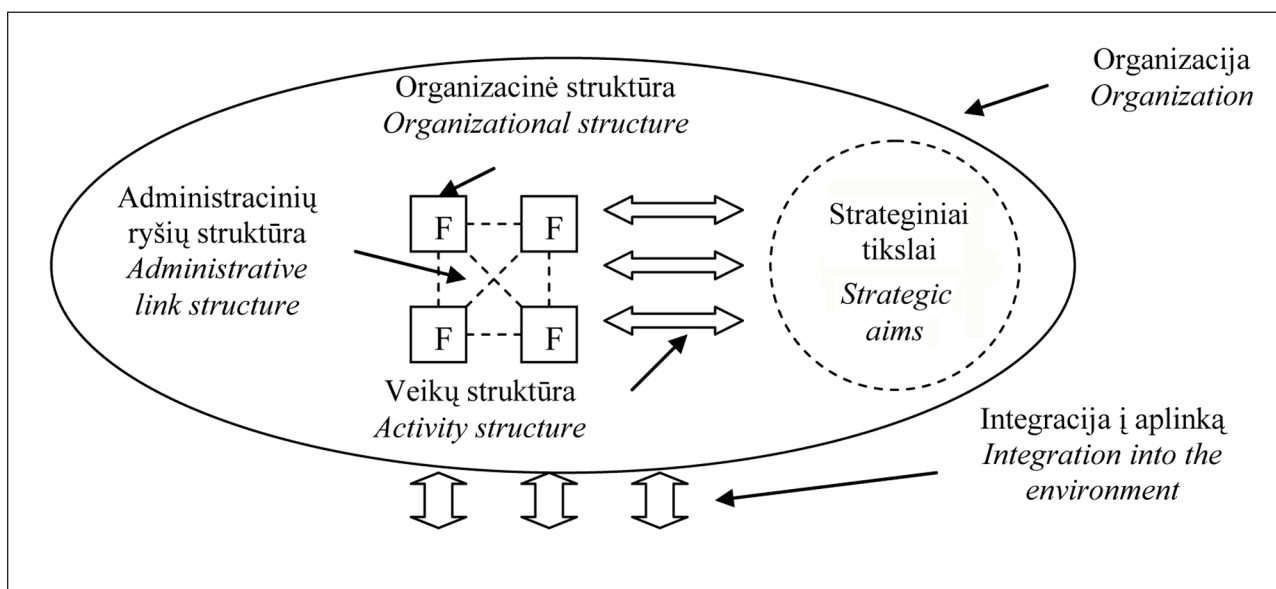 Organizacinė struktūra
Organizational structure
Organizacija
Organization
Administracinių
ryšių struktūra
Administrative
link structure
F
F
F
F
Strateginiai
tikslai
Strategic
aims
Veikų struktūra
Activity structure
Integracija į aplinką
Integration into the
environment